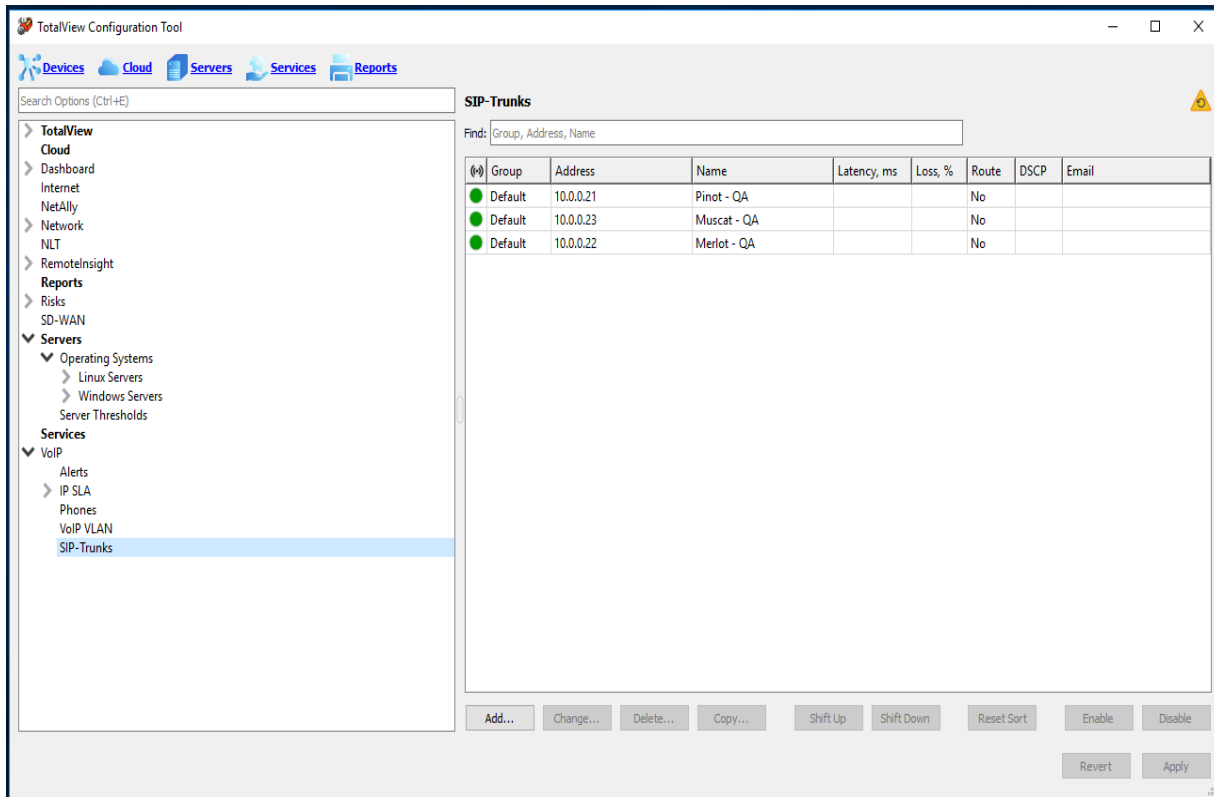 TotalView Configuration Tool
Devices Cloud Servers Services Reports
Search Options (Ctrl+E)
TotalView
Cloud
Dashboard
Internet
NetAlly
Network
NLT
RemoteInsight
Reports
Risks
SD-WAN
Servers
Operating Systems
Linux Servers
Windows Servers
Server Thresholds
Services
VoIP
Alerts
IP SLA
Phones
VoIP VLAN
SIP-Trunks
SIP-Trunks
Find: Group, Address, Name
Group Address Name Latency, ms Loss, % Route DSCP Email
Default 10.0.0.21 Pinot - QA No
Default 10.0.0.23 Muscat - QA No
Default 10.0.0.22 Merlot - QA No
Add... Change... Delete... Copy... Shift Up Shift Down Reset Sort Enable Disable
Revert Apply